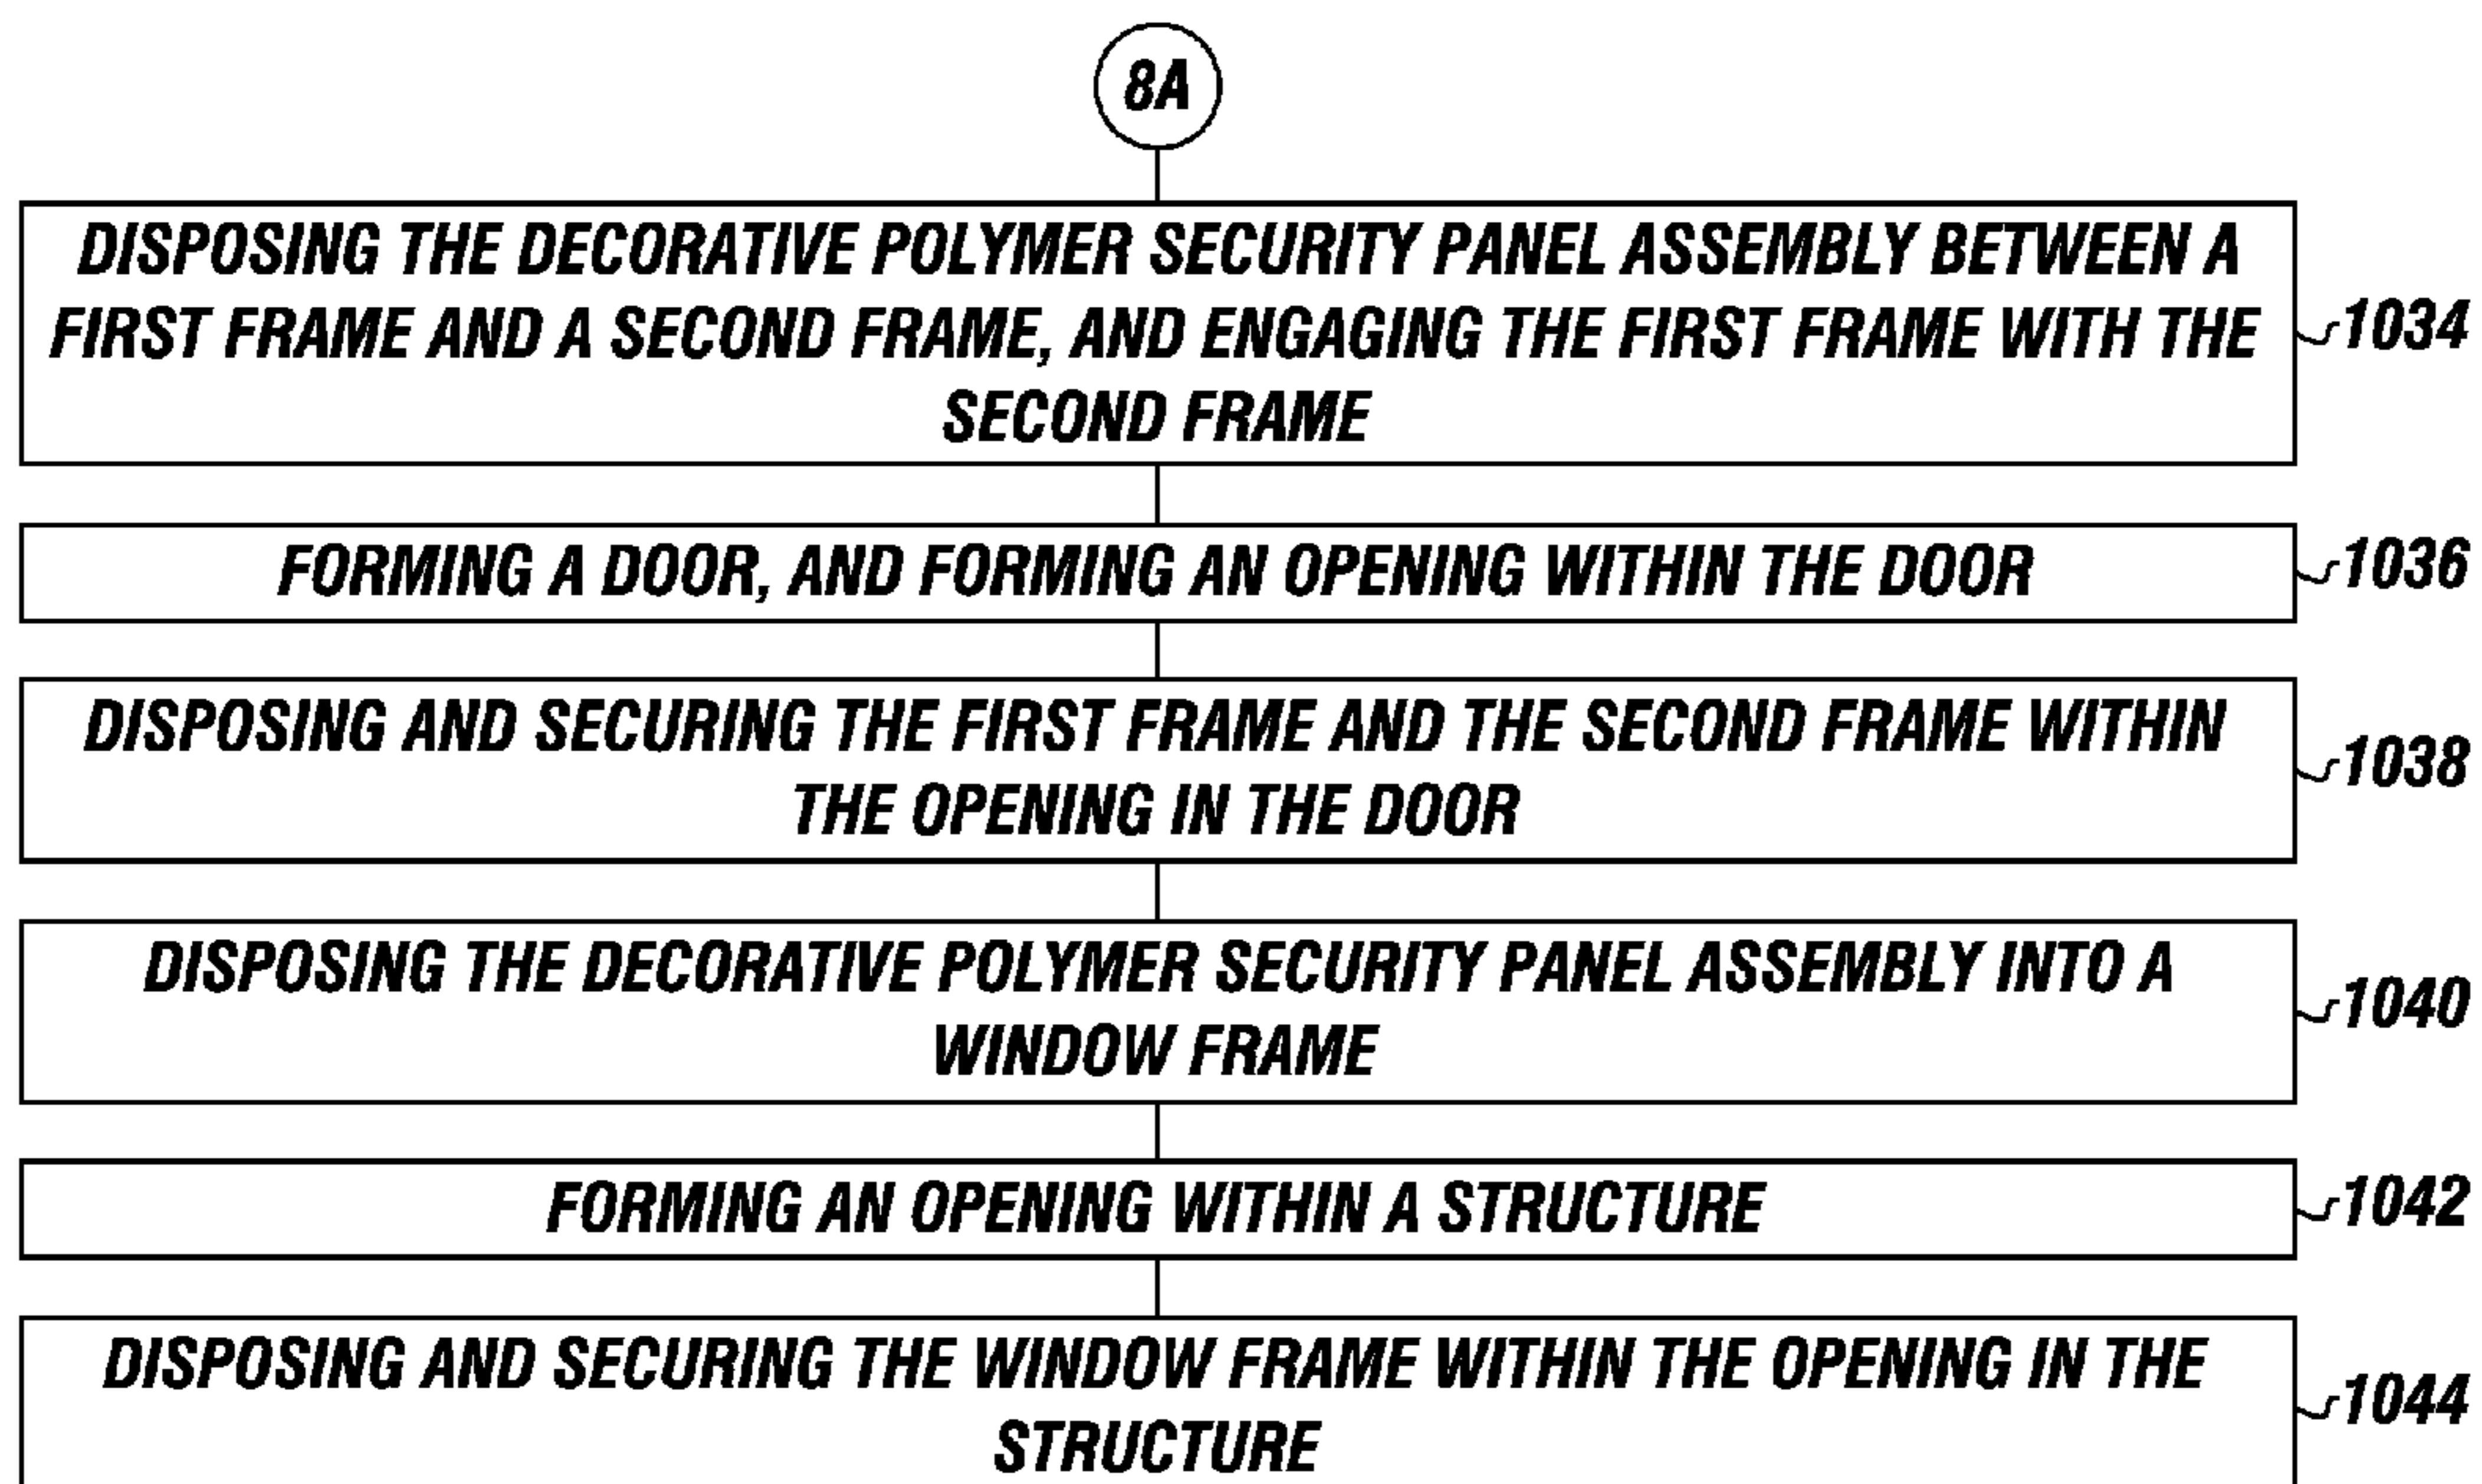 8A
DISPOSING THE DECORATIVE POLYMER SECURITY PANEL ASSEMBLY BETWEEN A
FIRST FRAME AND A SECOND FRAME, AND ENGAGING THE FIRST FRAME WITH THE
SECOND FRAME
1034
FORMING A DOOR, AND FORMING AN OPENING WITHIN THE DOOR
1036
DISPOSING AND SECURING THE FIRST FRAME AND THE SECOND FRAME WITHIN
THE OPENING IN THE DOOR
1038
DISPOSING THE DECORATIVE POLYMER SECURITY PANEL ASSEMBLY INTO A
WINDOW FRAME
1040
FORMING AN OPENING WITHIN A STRUCTURE
1042
DISPOSING AND SECURING THE WINDOW FRAME WITHIN THE OPENING IN THE
STRUCTURE
1044